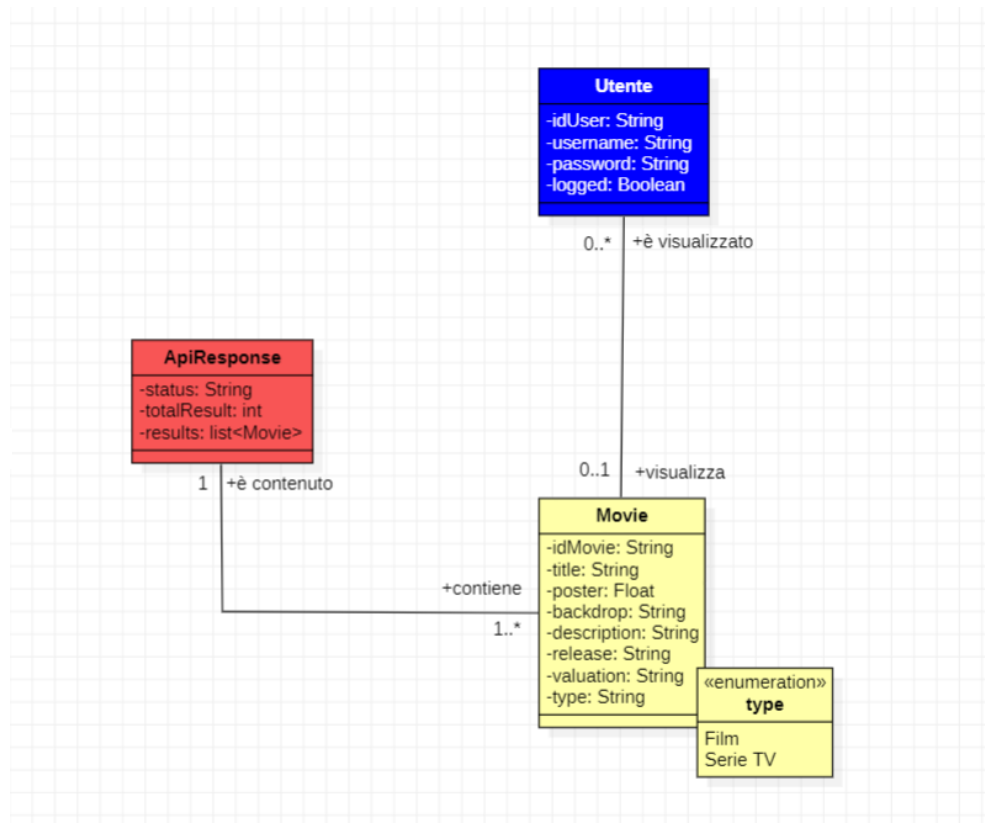 Utente
-idUser: String
-username: String
-password: String
-logged: Boolean
0..* +è visualizzato
ApiResponse
-status: String
-totalResult: int
-results: list<Movie>
1 +è contenuto
0..1 +visualizza
Movie
-idMovie: String
-title: String
-poster: Float
-backdrop: String
-description: String
-release: String
-valuation: String
-type: String
+contiene
1..*
«enumeration»
type
Film
Serie TV